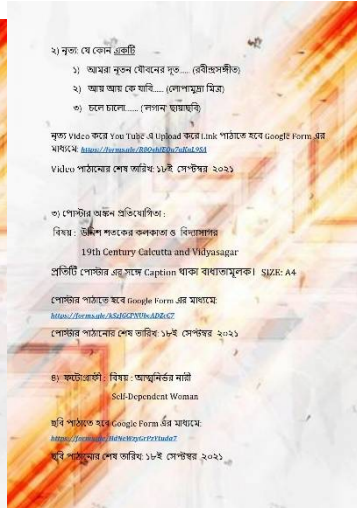 ২) নৃত্য: যে কোন একটি
১) আমরা নূতন যৌবনের দূত..... (রবীন্দ্রসঙ্গীত)
২) আয় আয় কে যাবি..... (লোপামুদ্রা মিত্র)
৩) চলে চালো....... ('লগান' ছায়াছবি)
নৃত্য Video করে You Tube এ Upload করে Link পাঠাতে হবে Google Form এর
মাধ্যমে:
Video পাঠানোর শেষ তারিখ: ১৮ই সেপ্টেম্বর ২০২১
৩) পোস্টার অঙ্কন প্রতিযোগিতা :
বিষয় : উনিশ শতকের কলকাতা ও বিদ্যাসাগর
19th Century Calcutta and Vidyasagar
প্রতিটি পোস্টার এর সঙ্গে Caption থাকা বাধ্যতামূলক। SIZE: A4
পোস্টার পাঠাতে হবে Google Form এর মাধ্যমে:
পোস্টার পাঠানোর শেষ তারিখ: ১৮ই সেপ্টেম্বর ২০২১
৪) ফটোগ্রাফী : বিষয় : আত্মনির্ভর নারী
Self-Dependent Woman
ছবি পাঠাতে হবে Google Form এর মাধ্যমে:
ছবি পাঠানোর শেষ তারিখ: ১৮ই সেপ্টেম্বর ২০২১